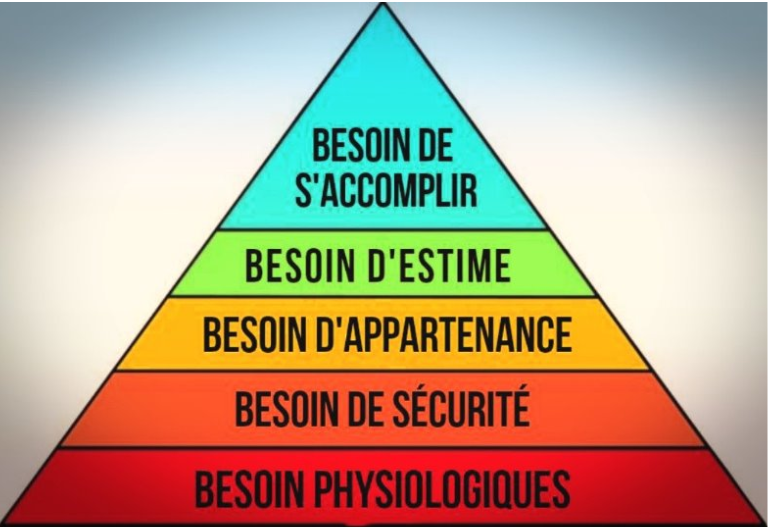 BESOIN DE
S'ACCOMPLIR
BESOIN D'ESTIME
BESOIN D'APPARTENANCE
BESOIN DE SÉCURITÉ
BESOIN PHYSIOLOGIQUES